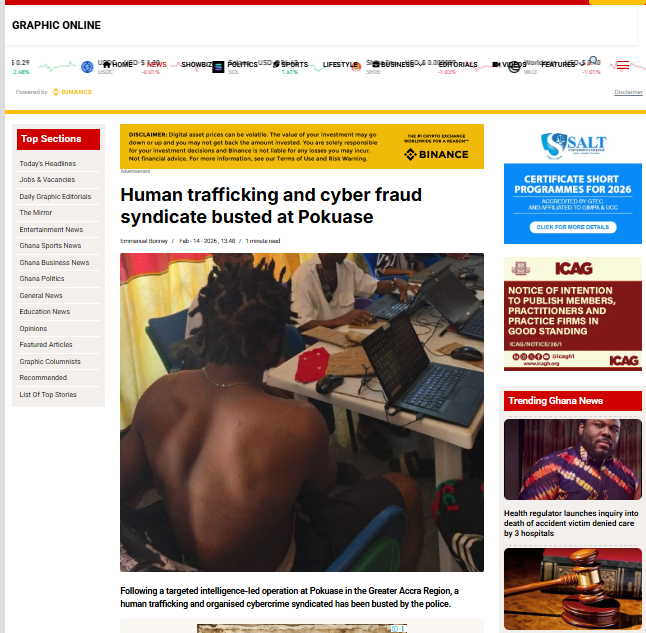 GRAPHIC ONLINE
$ 0.29
2.48%
USDC
-0.01%
HOME
NEWS
SHOWBIZ
POLITICS
SOL
1.61%
SPORTS
LIFESTYLE
SHIB
BUSINESS
EDITORIALS
-1.03%
VIDEOS
WLD
FEATURES
-1.01%
Powered by BINANCE
Disclaimer
Top Sections
Today's Headlines
Jobs & Vacancies
Daily Graphic Editorials
The Mirror
Entertainment News
Ghana Sports News
Ghana Business News
Ghana Politics
General News
Education News
Opinions
Featured Articles
Graphic Columnists
Recommended
List Of Top Stories
DISCLAIMER: Digital asset prices can be volatile. The value of your investment may go
down or up and you may not get back the amount invested. You are solely responsible
for your investment decisions and Binance is not liable for any losses you may incur.
Not financial advice. For more information, see our Terms of Use and Risk Warning.
THE #1 CRYPTO EXCHANGE
WORLDWIDE FOR A REASON
BINANCE
Advertisement
Human trafficking and cyber fraud
syndicate busted at Pokuase
Emmanuel Bonney / Feb - 14 - 2026 , 13:48 / 1 minute read
Following a targeted intelligence-led operation at Pokuase in the Greater Accra Region, a
human trafficking and organised cybercrime syndicated has been busted by the police.
SALT
UNIVERSITY COLLEGE
CERTIFICATE SHORT
PROGRAMMES FOR 2026
ACCREDITED BY GTEC
AND AFFILIATED TO GIMPA & UCC
CLICK FOR MORE DETAILS
ICAG
NOTICE OF INTENTION
TO PUBLISH MEMBERS,
PRACTITIONERS AND
PRACTICE FIRMS IN
GOOD STANDING
ICAG/NOTICE/26/1
@icagh1
www.icagh.org
ICAG
Trending Ghana News
Health regulator launches inquiry into
death of accident victim denied care
by 3 hospitals